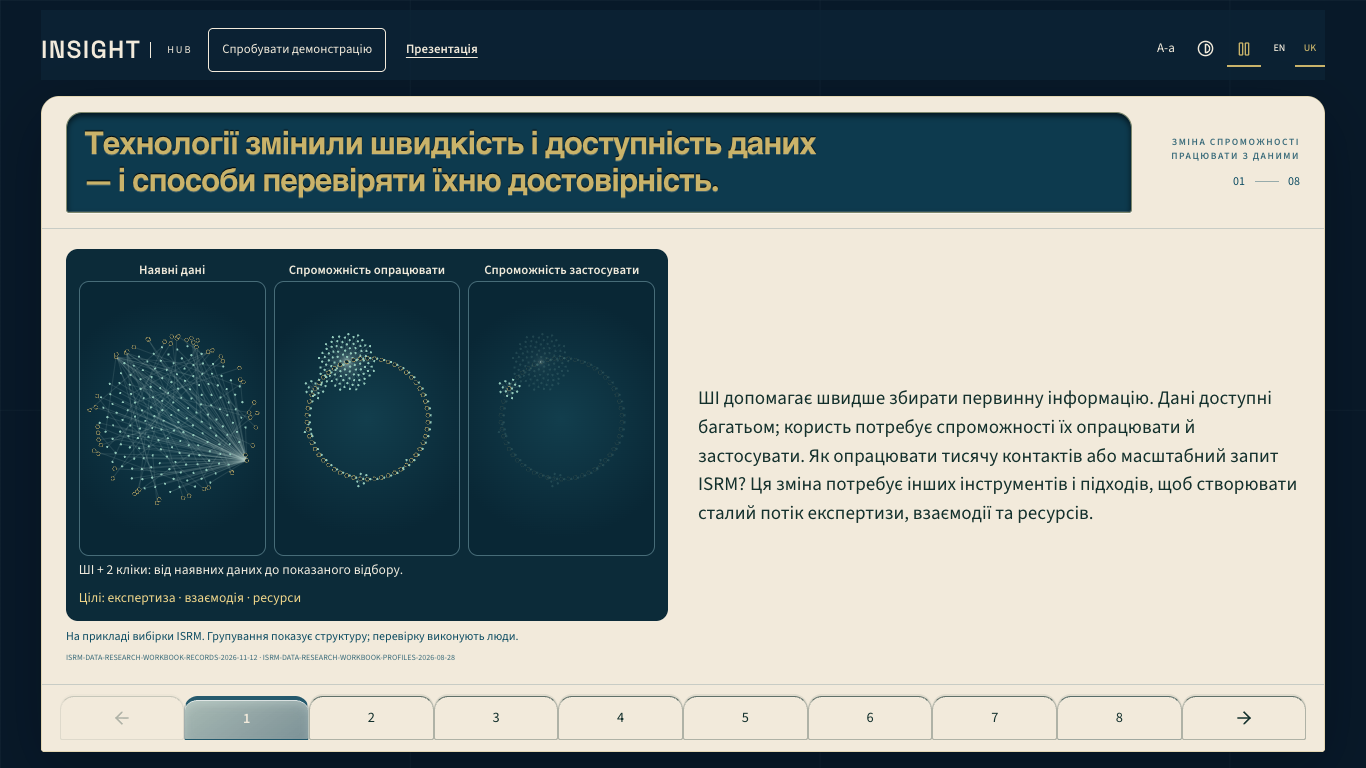 INSIGHT | HUB
Спробувати демонстрацію
Презентація
A-a
EN
UK
Технології змінили швидкість і доступність даних
— і способи перевіряти їхню достовірність.
ЗМІНА СПРОМОЖНОСТІ
ПРАЦЮВАТИ З ДАНИМИ
01 — 08
Наявні дані
Спроможність опрацювати
Спроможність застосувати
ШІ + 2 кліки: від наявних даних до показаного відбору.
Цілі: експертиза · взаємодія · ресурси
На прикладі вибірки ISRM. Групування показує структуру; перевірку виконують люди.
ISRM-DATA-RESEARCH-WORKBOOK-RECORDS-2026-11-12 · ISRM-DATA-RESEARCH-WORKBOOK-PROFILES-2026-08-28
ШІ допомагає швидше збирати первинну інформацію. Дані доступні
багатьом; користь потребує спроможності їх опрацювати й
застосувати. Як опрацювати тисячу контактів або масштабний запит
ISRM? Ця зміна потребує інших інструментів і підходів, щоб створювати
сталий потік експертизи, взаємодії та ресурсів.
← 1 2 3 4 5 6 7 8 →